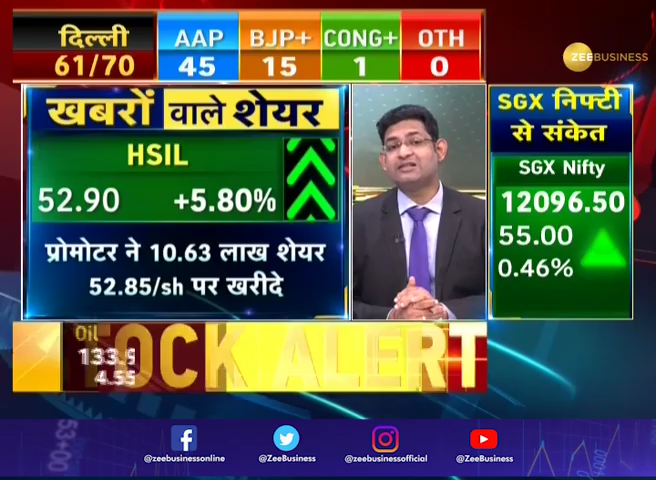 दिल्ली
61/70
AAP
45
BJP+
15
CONG+
1
OTH
0
ZEEBUSINESS
खबरों वाले शेयर
HSIL
52.90 +5.80%
प्रोमोटर ने 10.63 लाख शेयर
52.85/sh पर खरीदे
SGX निफ्टी
से संकेत
SGX Nifty
12096.50
55.00
0.46%
Oil
OCK ALERT
4.55
@zeebusinessonline
@ZeeBusiness
@zeebusinessofficial
@ZeeBusiness